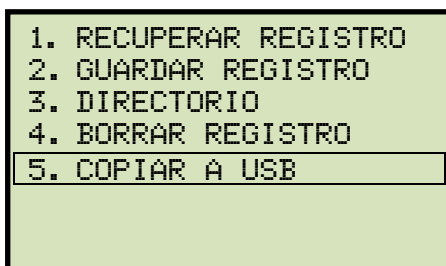 1. RECUPERAR REGISTRO
2. GUARDAR REGISTRO
3. DIRECTORIO
4. BORRAR REGISTRO
5. COPIAR A USB